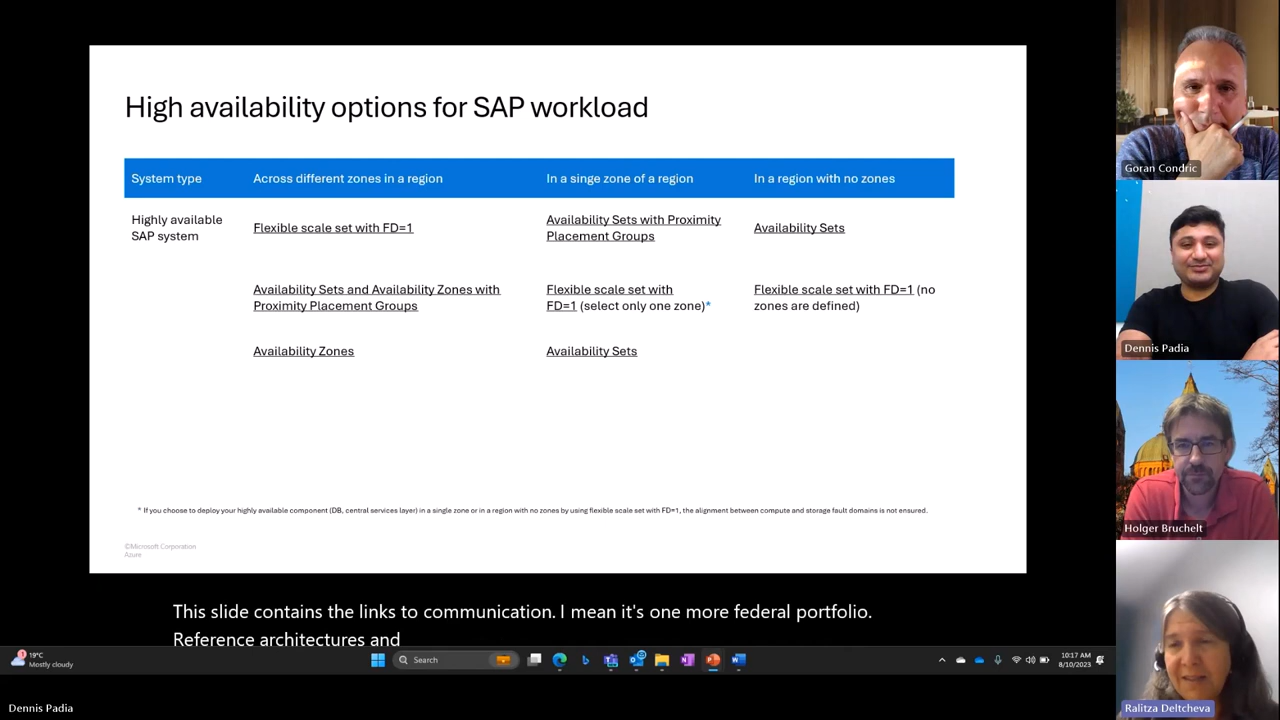 High availability options for SAP workload
System type
Across different zones in a region
In a singe zone of a region
In a region with no zones
Highly available
SAP system
Flexible scale set with FD=1
Availability Sets with Proximity
Placement Groups
Availability Sets
Availability Sets and Availability Zones with
Proximity Placement Groups
Flexible scale set with
FD=1 (select only one zone)*
Flexible scale set with FD=1 (no
zones are defined)
Availability Zones
Availability Sets
* If you choose to deploy your highly available component (DB, central services layer) in a single zone or in a region with no zones by using flexible scale set with FD=1, the alignment between compute and storage fault domains is not ensured.
©Microsoft Corporation
Azure
This slide contains the links to communication. I mean it's one more federal portfolio.
Reference architectures and
1
19°C
Mostly cloudy
Search
10:17 AM
8/10/2023
Dennis Padia
Goran Condric
Dennis Padia
Holger Bruchelt
Ralitza Deltcheva